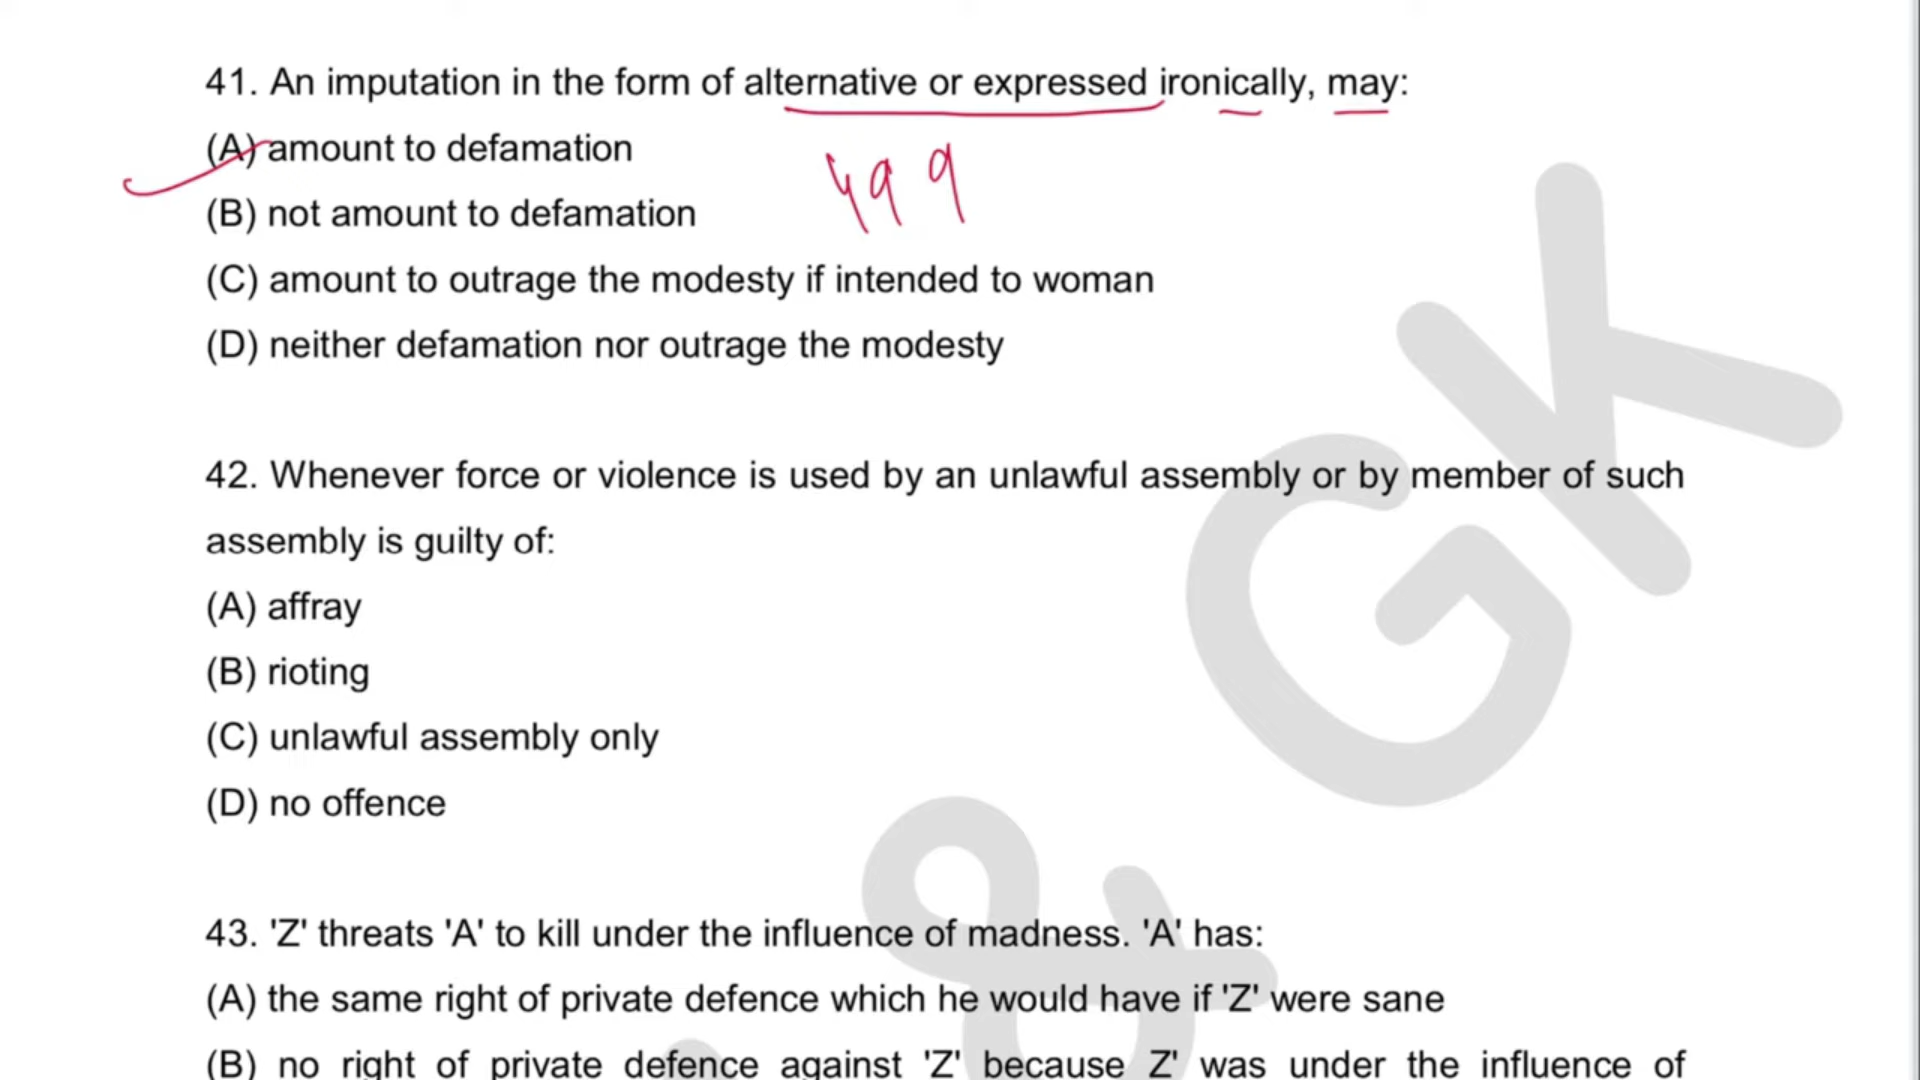 41. An imputation in the form of alternative or expressed ironically, may:
(A) amount to defamation
499
(B) not amount to defamation
(C) amount to outrage the modesty if intended to woman
(D) neither defamation nor outrage the modesty
42. Whenever force or violence is used by an unlawful assembly or by member of such
assembly is guilty of:
(A) affray
(B) rioting
(C) unlawful assembly only
(D) no offence
43. 'Z' threats 'A' to kill under the influence of madness. 'A' has:
(A) the same right of private defence which he would have if 'Z' were sane
(B) no right of private defence against 'Z' because Z' was under the influence of
& GK